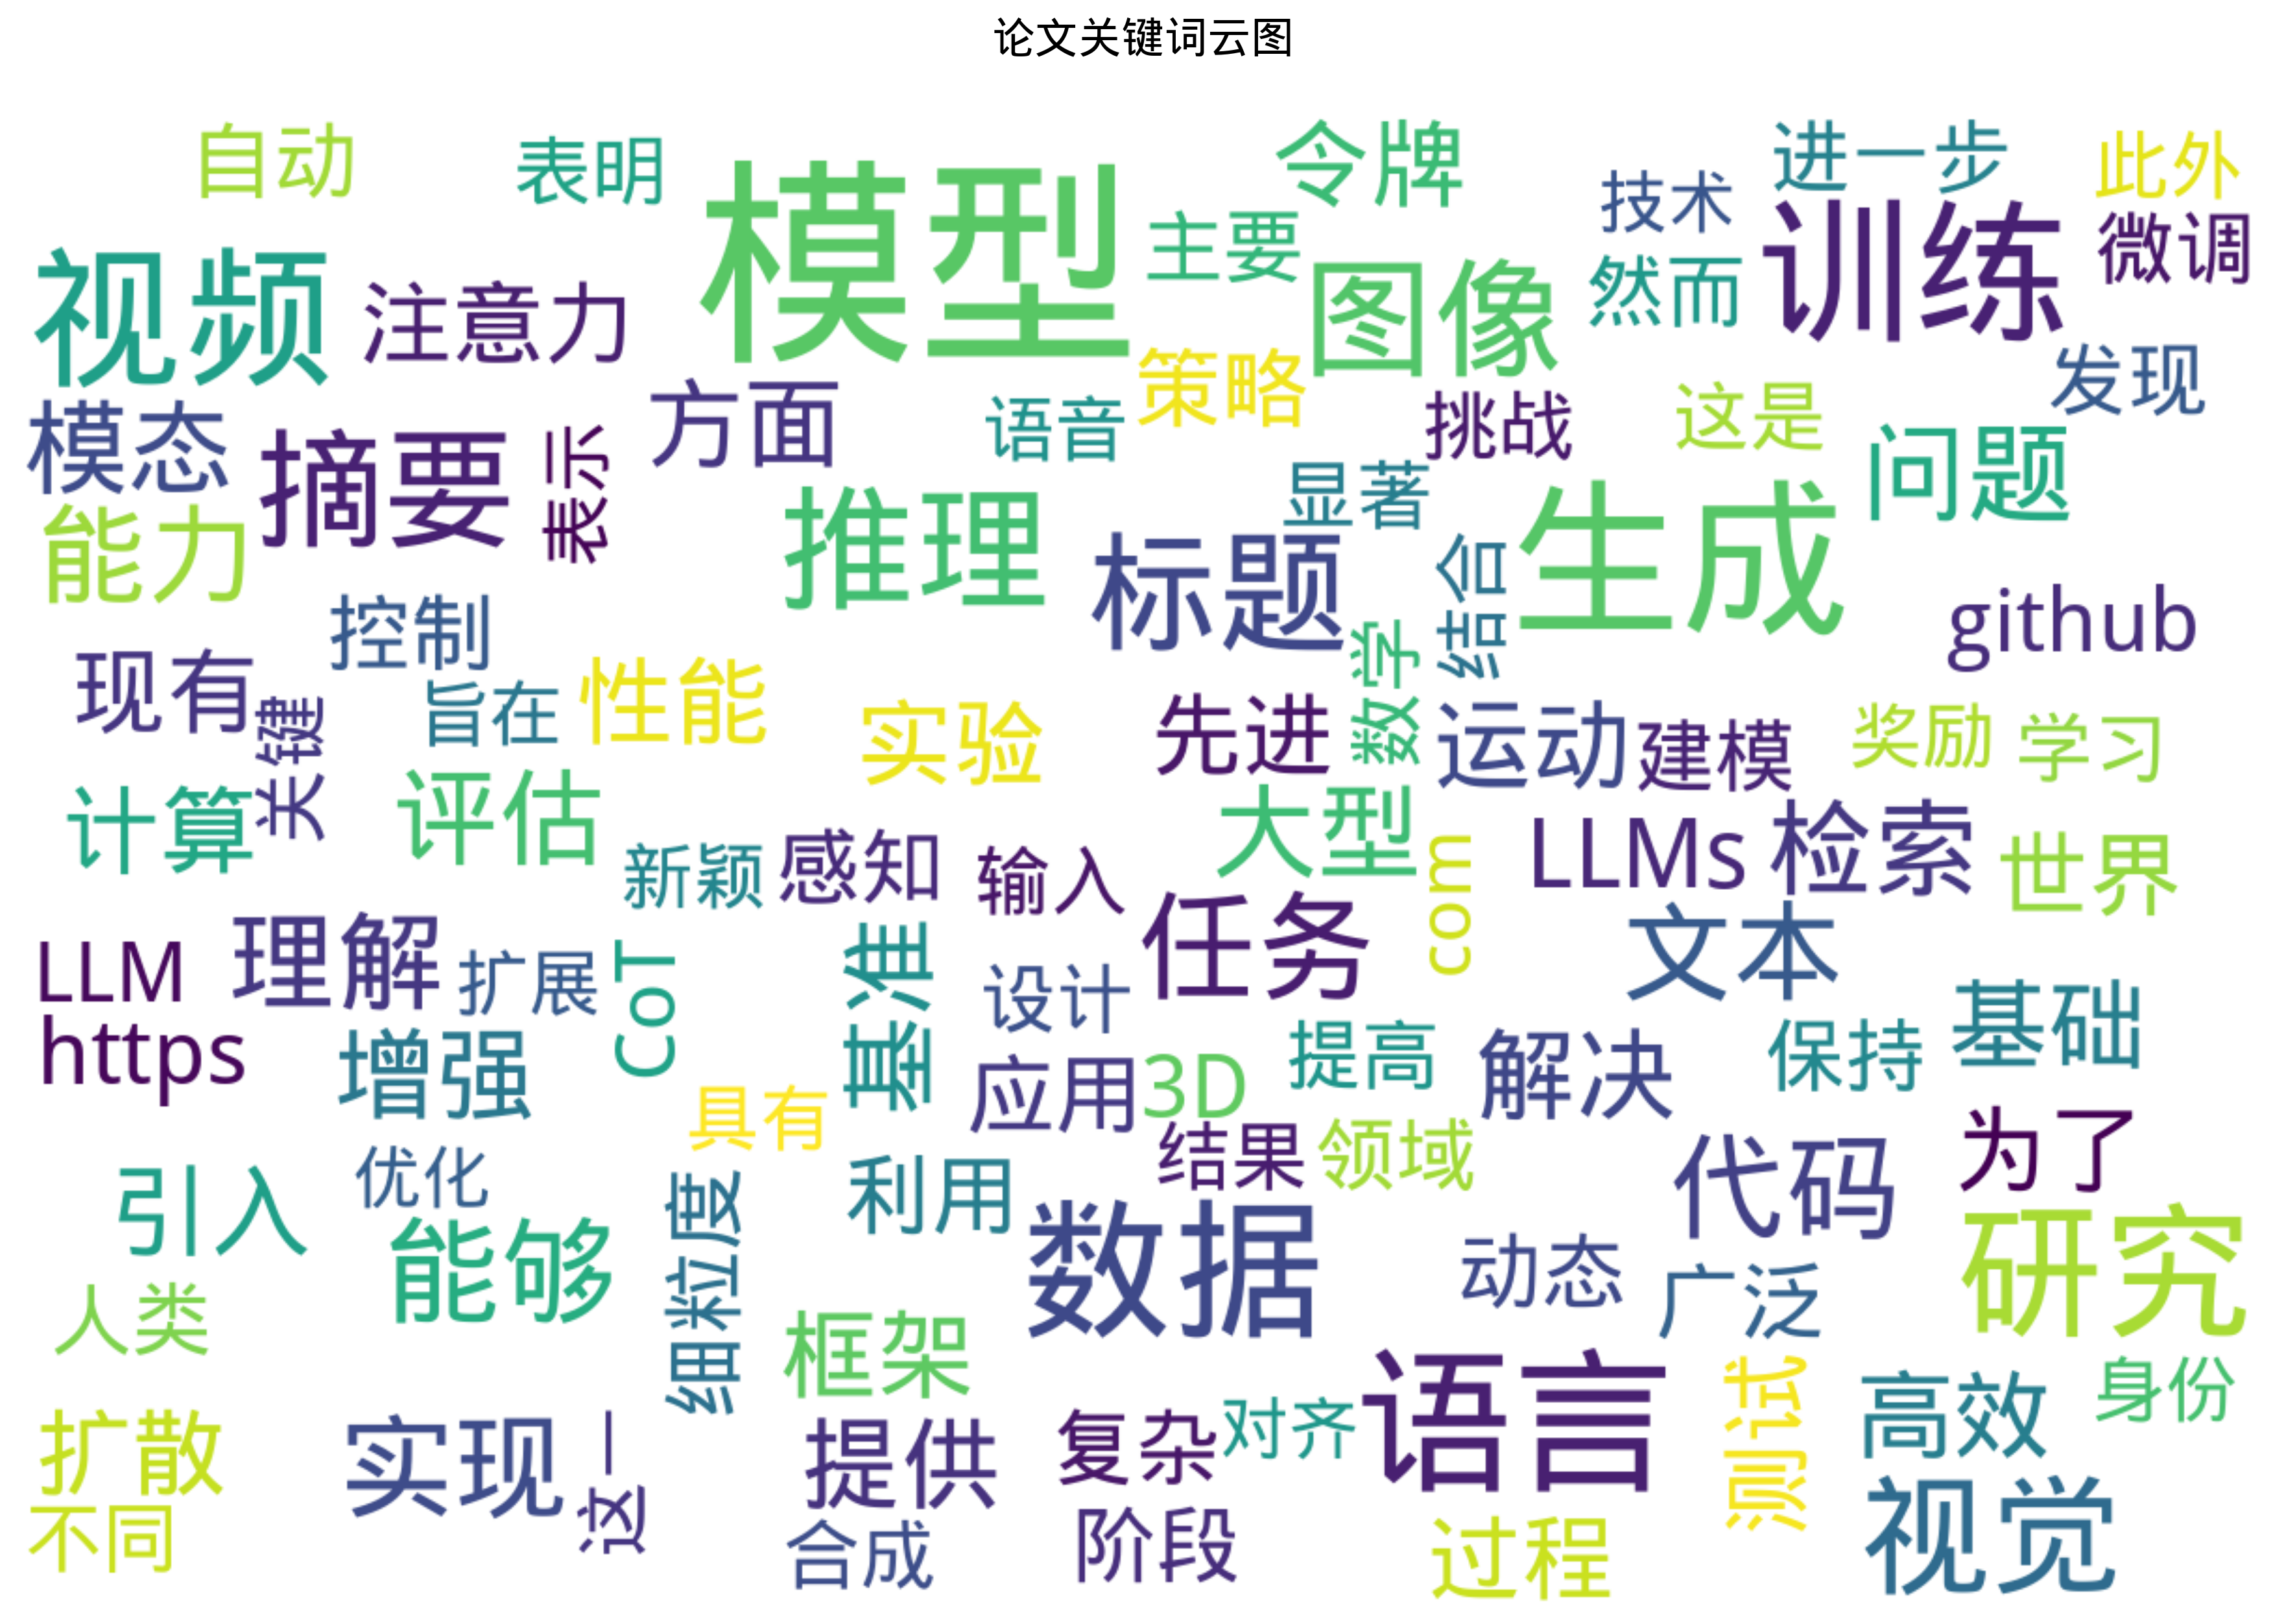 论文关键词云图
自动
表明
模型
令牌
主要
技术
进一步
此外
视频
注意力
图像
然而
训练
微调
模态
摘要
表示
方面
语音
策略
挑战
这是
发现
能力
推理
显著
标题
结合
生成
问题
github
控制
现有
关键
旨在
性能
实验
先进
数学
运动
建模
奖励
学习
计算
评估
新颖
感知
输入
大型
com
LLMs
检索
世界
LLM
理解
扩展
CoT
基准
设计
任务
文本
基础
https
增强
具有
应用
3D
提高
解决
保持
引入
优化
细粒度
利用
结果
领域
代码
为了
人类
能够
框架
数据
动态
广泛
研究
扩散
实现
这一
提供
复杂
对齐
语言
测试
高效
身份
不同
合成
阶段
过程
视觉